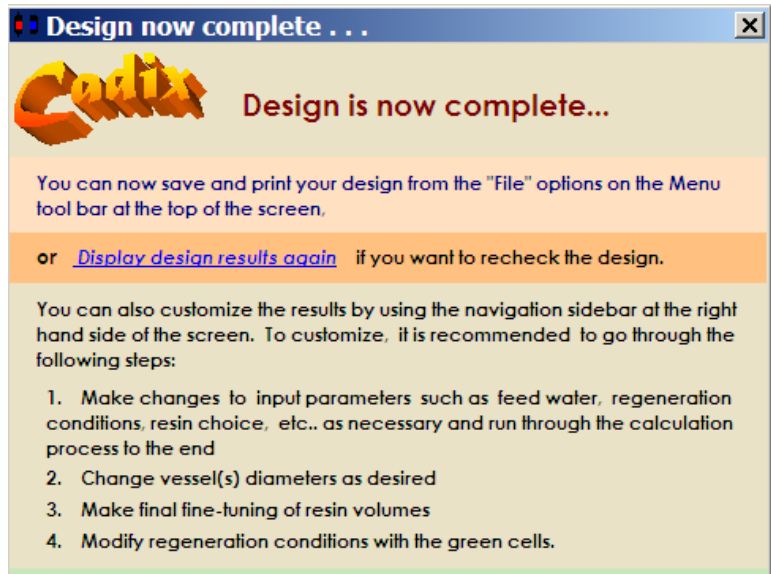 Design now complete . . .
Cadix
Design is now complete...
You can now save and print your design from the "File" options on the Menu
tool bar at the top of the screen,
or Display design results again if you want to recheck the design.
You can also customize the results by using the navigation sidebar at the right
hand side of the screen. To customize, it is recommended to go through the
following steps:
1. Make changes to input parameters such as feed water, regeneration
conditions, resin choice, etc.. as necessary and run through the calculation
process to the end
2. Change vessel(s) diameters as desired
3. Make final fine-tuning of resin volumes
4. Modify regeneration conditions with the green cells.